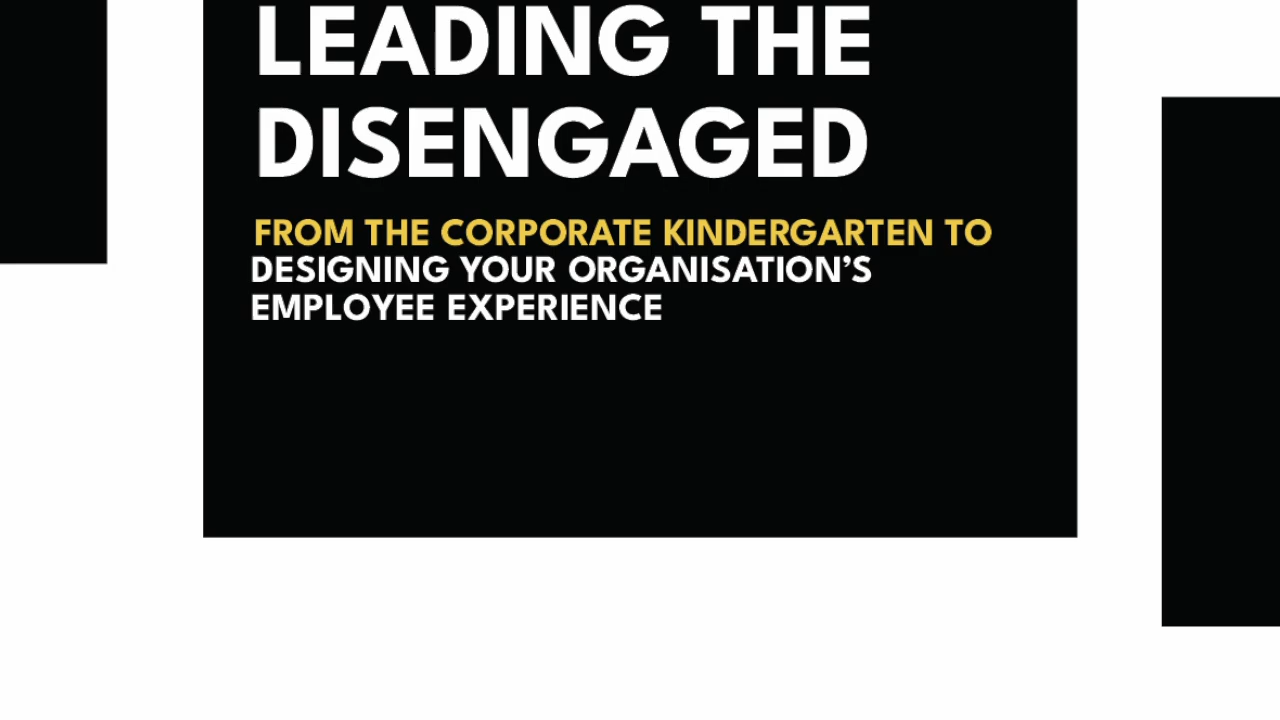 LEADING THE
DISENGAGED
FROM THE CORPORATE KINDERGARTEN TO
DESIGNING YOUR ORGANISATION’S
EMPLOYEE EXPERIENCE